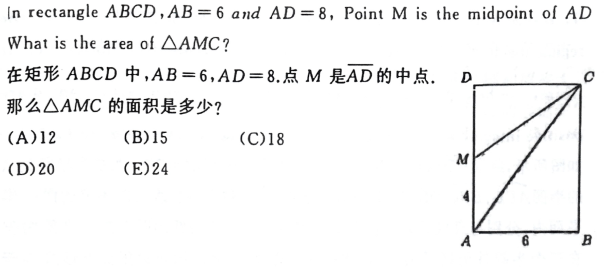 In rectangle ABCD, AB = 6 and AD = 8, Point M is the midpoint of AD
What is the area of △AMC?
在矩形 ABCD 中,AB=6,AD=8.点 M 是AD的中点.
那么△AMC 的面积是多少?
(A)12 (B)15 (C)18
(D)20 (E)24
D C
M
4
A 6 B